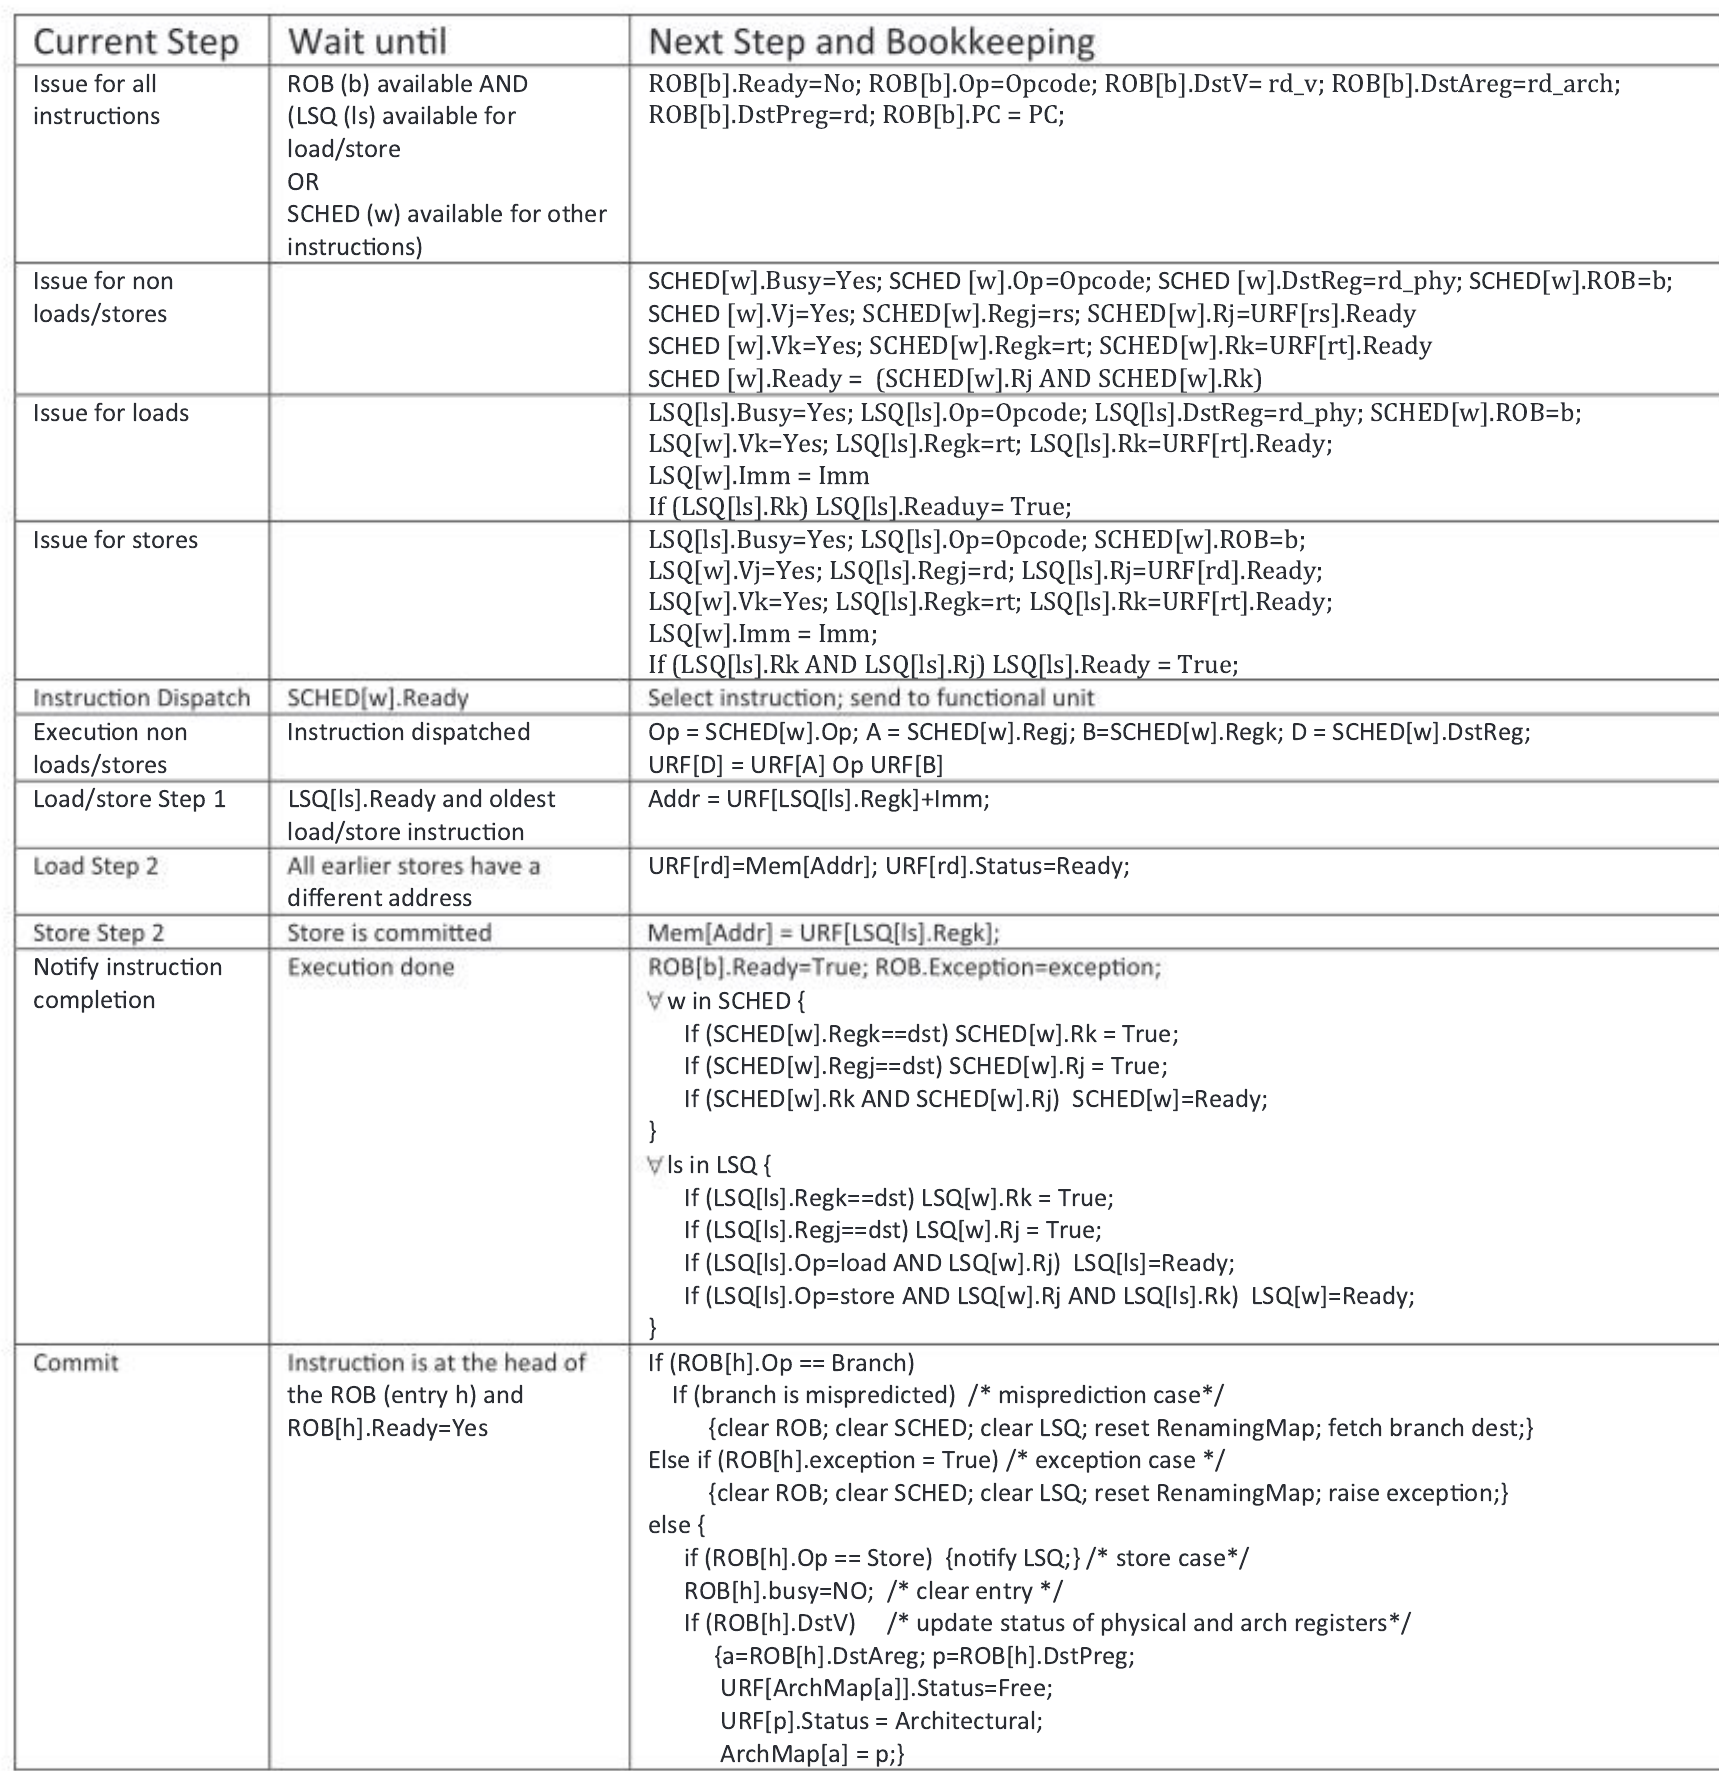 Current Step Wait until Next Step and Bookkeeping
Issue for all
instructions
ROB (b) available AND
(LSQ (ls) available for
load/store
OR
SCHED (w) available for other
instructions)
ROB[b].Ready=No; ROB[b].Op=Opcode; ROB[b].DstV= rd_v; ROB[b].DstAreg=rd_arch;
ROB[b].DstPreg=rd; ROB[b].PC = PC;
Issue for non
loads/stores
SCHED[w].Busy=Yes; SCHED [w].Op=Opcode; SCHED [w].DstReg=rd_phy; SCHED[w].ROB=b;
SCHED [w].Vj=Yes; SCHED[w].Regj=rs; SCHED[w].Rj=URF[rs].Ready
SCHED [w].Vk=Yes; SCHED[w].Regk=rt; SCHED[w].Rk=URF[rt].Ready
SCHED [w].Ready = (SCHED[w].Rj AND SCHED[w].Rk)
Issue for loads
LSQ[ls].Busy=Yes; LSQ[ls].Op=Opcode; LSQ[ls].DstReg=rd_phy; SCHED[w].ROB=b;
LSQ[w].Vk=Yes; LSQ[ls].Regk=rt; LSQ[ls].Rk=URF[rt].Ready;
LSQ[w].Imm = Imm
If (LSQ[ls].Rk) LSQ[ls].Readuy= True;
Issue for stores
LSQ[ls].Busy=Yes; LSQ[ls].Op=Opcode; SCHED[w].ROB=b;
LSQ[w].Vj=Yes; LSQ[ls].Regj=rd; LSQ[ls].Rj=URF[rd].Ready;
LSQ[w].Vk=Yes; LSQ[ls].Regk=rt; LSQ[ls].Rk=URF[rt].Ready;
LSQ[w].Imm = Imm;
If (LSQ[ls].Rk AND LSQ[ls].Rj) LSQ[ls].Ready = True;
Instruction Dispatch SCHED[w].Ready Select instruction; send to functional unit
Execution non
loads/stores
Instruction dispatched
Op = SCHED[w].Op; A = SCHED[w].Regj; B=SCHED[w].Regk; D = SCHED[w].DstReg;
URF[D] = URF[A] Op URF[B]
Load/store Step 1
LSQ[ls].Ready and oldest
load/store instruction
Addr = URF[LSQ[ls].Regk]+Imm;
Load Step 2
All earlier stores have a
different address
URF[rd]=Mem[Addr]; URF[rd].Status=Ready;
Store Step 2 Store is committed Mem[Addr] = URF[LSQ[ls].Regk];
Notify instruction
completion
Execution done
ROB[b].Ready=True; ROB.Exception=exception;
∀ w in SCHED {
If (SCHED[w].Regk==dst) SCHED[w].Rk = True;
If (SCHED[w].Regj==dst) SCHED[w].Rj = True;
If (SCHED[w].Rk AND SCHED[w].Rj) SCHED[w]=Ready;
}
∀ ls in LSQ {
If (LSQ[ls].Regk==dst) LSQ[w].Rk = True;
If (LSQ[ls].Regj==dst) LSQ[w].Rj = True;
If (LSQ[ls].Op=load AND LSQ[w].Rj) LSQ[ls]=Ready;
If (LSQ[ls].Op=store AND LSQ[w].Rj AND LSQ[ls].Rk) LSQ[w]=Ready;
}
Commit
Instruction is at the head of
the ROB (entry h) and
ROB[h].Ready=Yes
If (ROB[h].Op == Branch)
If (branch is mispredicted) /* misprediction case*/
{clear ROB; clear SCHED; clear LSQ; reset RenamingMap; fetch branch dest;}
Else if (ROB[h].exception = True) /* exception case */
{clear ROB; clear SCHED; clear LSQ; reset RenamingMap; raise exception;}
else {
if (ROB[h].Op == Store) {notify LSQ;} /* store case*/
ROB[h].busy=NO; /* clear entry */
If (ROB[h].DstV) /* update status of physical and arch registers*/
{a=ROB[h].DstAreg; p=ROB[h].DstPreg;
URF[ArchMap[a]].Status=Free;
URF[p].Status = Architectural;
ArchMap[a] = p;}